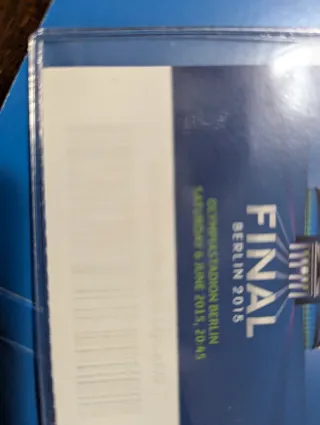 FINAL
BERLIN 2015
OLYMPIASTADION BERLIN
SATURDAY 6 JUNE 2015, 20:45